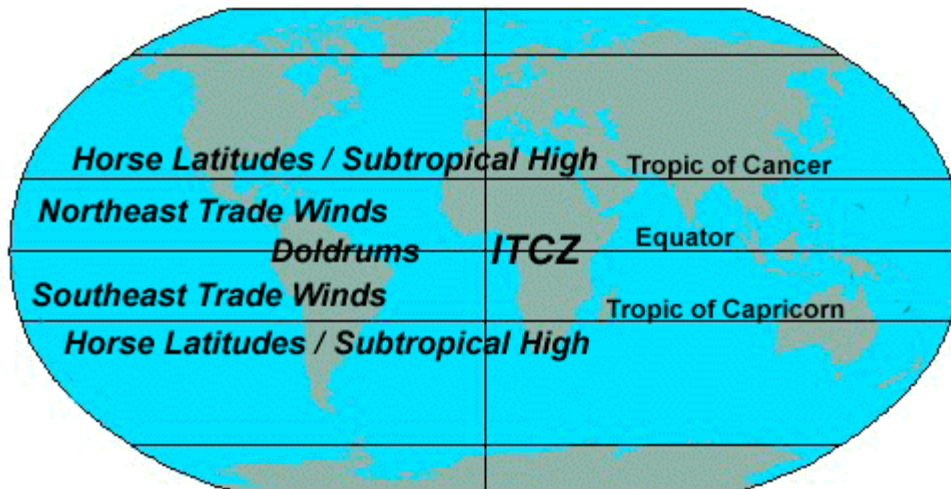 Horse Latitudes / Subtropical High
Tropic of Cancer
Northeast Trade Winds
Doldrums
ITCZ
Equator
Southeast Trade Winds
Tropic of Capricorn
Horse Latitudes / Subtropical High